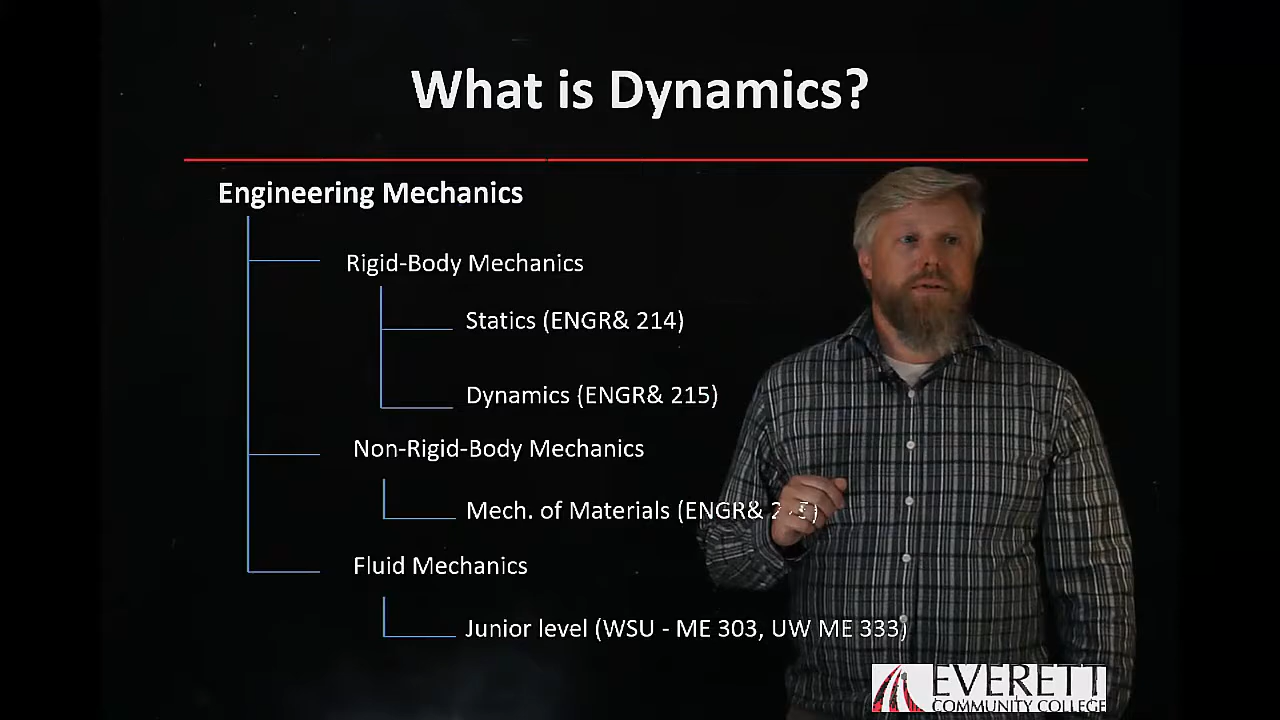 What is Dynamics?
Engineering Mechanics
Rigid-Body Mechanics
Statics (ENGR& 214)
Dynamics (ENGR& 215)
Non-Rigid-Body Mechanics
Mech. of Materials (ENGR&
Fluid Mechanics
Junior level (WSU - ME 303, UW ME 333)
EVERETT
COMMUNITY COLLEGE